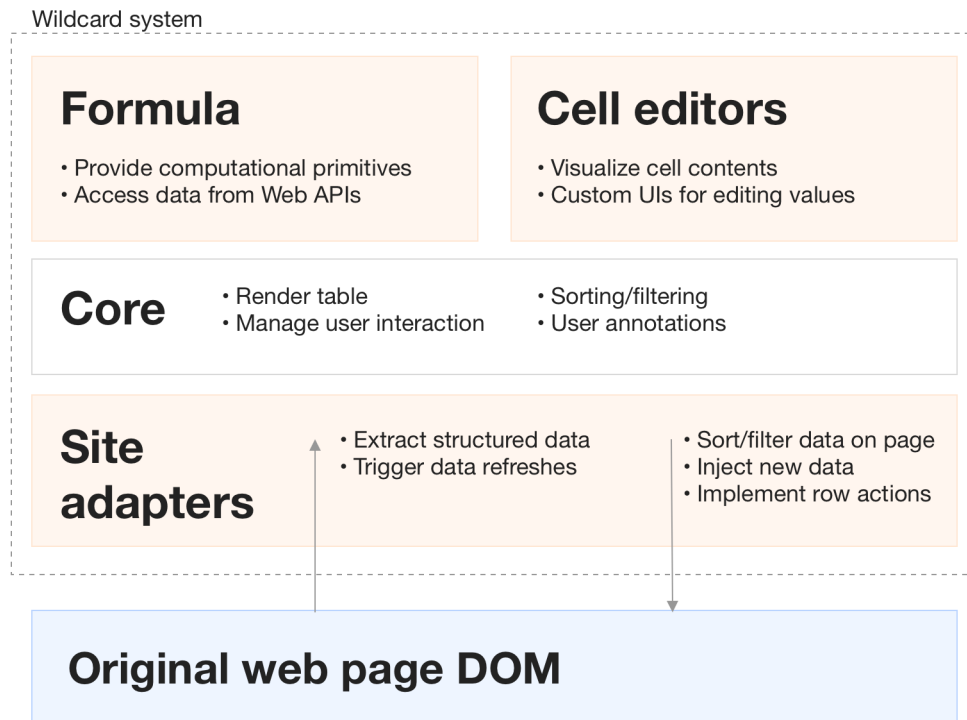 Wildcard system
Formula
• Provide computational primitives
• Access data from Web APIs
Cell editors
• Visualize cell contents
• Custom UIs for editing values
Core
• Render table
• Manage user interaction
• Sorting/filtering
• User annotations
Site
adapters
• Extract structured data
• Trigger data refreshes
• Sort/filter data on page
• Inject new data
• Implement row actions
Original web page DOM